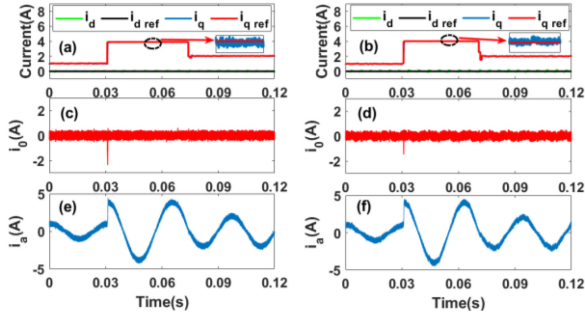 i_d i_d ref i_q i_q ref
i_d i_d ref i_q i_q ref
Current(A)
8
6
4
2
0
(a)
0 0.03 0.06 0.09 0.12
Current(A)
8
6
4
2
0
(b)
0 0.03 0.06 0.09 0.12
i_0(A)
2
0
-2
(c)
0 0.03 0.06 0.09 0.12
i_0(A)
2
0
-2
(d)
0 0.03 0.06 0.09 0.12
i_a(A)
5
0
-5
(e)
0 0.03 0.06 0.09 0.12
Time(s)
i_a(A)
5
0
-5
(f)
0 0.03 0.06 0.09 0.12
Time(s)